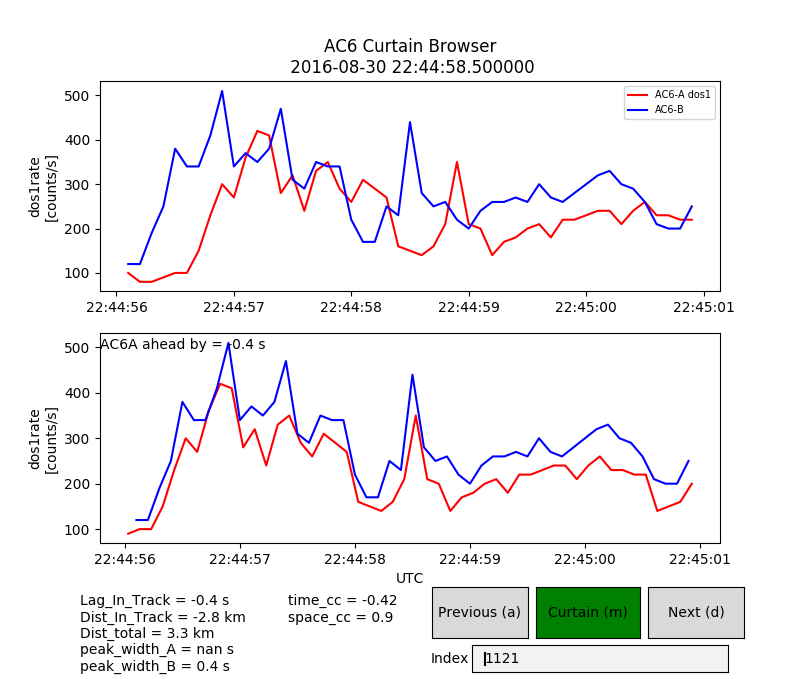 AC6 Curtain Browser
2016-08-30 22:44:58.500000
AC6-A dos1
AC6-B
dos1rate
[counts/s]
500
400
300
200
100
22:44:56 22:44:57 22:44:58 22:44:59 22:45:00 22:45:01
AC6A ahead by = -0.4 s
dos1rate
[counts/s]
500
400
300
200
100
22:44:56 22:44:57 22:44:58 22:44:59 22:45:00 22:45:01
UTC
Lag_In_Track = -0.4 s
Dist_In_Track = -2.8 km
Dist_total = 3.3 km
peak_width_A = nan s
peak_width_B = 0.4 s
time_cc = -0.42
space_cc = 0.9
Previous (a) Curtain (m) Next (d)
Index 1121